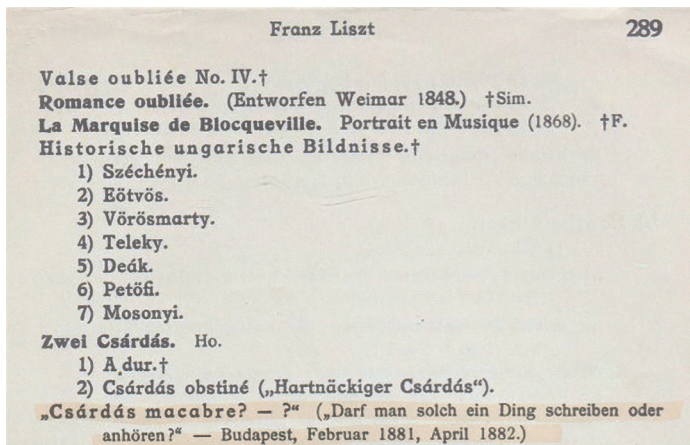 Franz Liszt 289
Valse oubliée No. IV.†
Romance oubliée. (Entworfen Weimar 1848.) †Sim.
La Marquise de Blocqueville. Portrait en Musique (1868). †F.
Historische ungarische Bildnisse.†
1) Széchényi.
2) Eötvös.
3) Vörösmarty.
4) Teleky.
5) Deák.
6) Petöfi.
7) Mosonyi.
Zwei Csárdás. Ho.
1) A dur.†
2) Csárdás obstiné („Hartnäckiger Csárdás“).
„Csárdás macabre? — ?“ („Darf man solch ein Ding schreiben oder
anhören?“ — Budapest, Februar 1881, April 1882.)